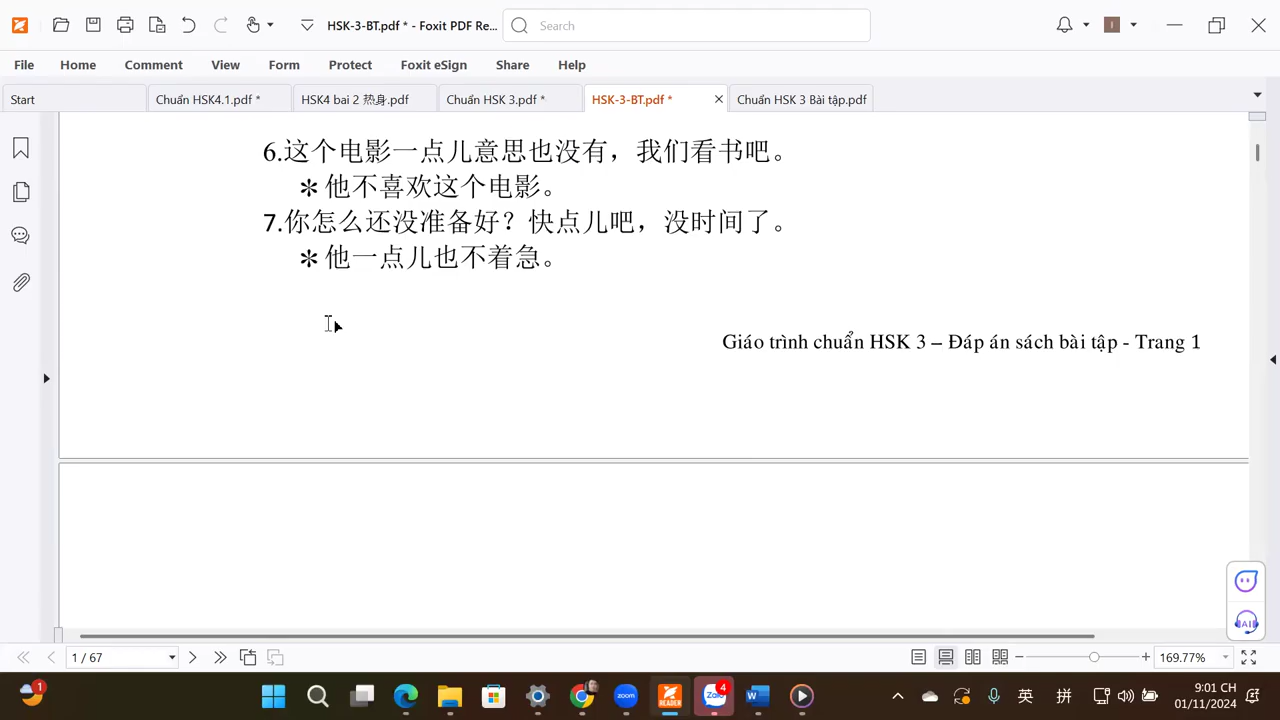 HSK-3-BT.pdf * - Foxit PDF Re...
Search
I
File Home Comment View Form Protect Foxit eSign Share Help
Start
Chuẩn HSK4.1.pdf *
HSK4 bai 2 热身.pdf
Chuẩn HSK 3.pdf *
HSK-3-BT.pdf *
Chuẩn HSK 3 Bài tập.pdf
6.这个电影一点儿意思也没有，我们看书吧。
＊他不喜欢这个电影。
7.你怎么还没准备好？快点儿吧，没时间了。
＊他一点儿也不着急。
Giáo trình chuẩn HSK 3 – Đáp án sách bài tập - Trang 1
AI
1 / 67
169.77%
1
zoom
READER
Zalo
4
英
拼
9:01 CH
01/11/2024